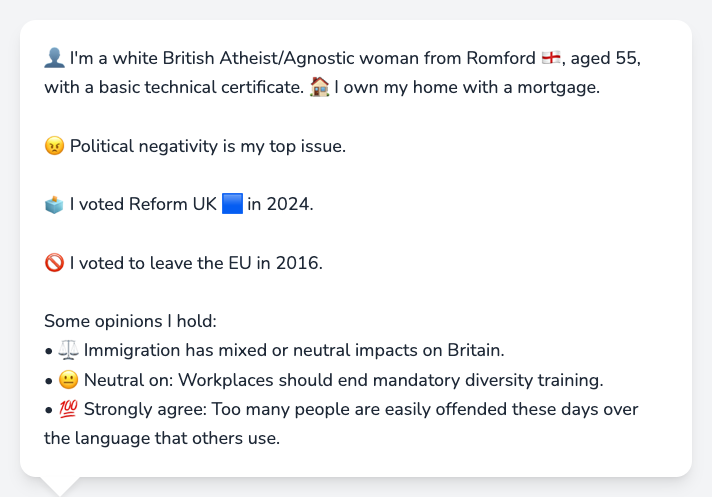 👤 I'm a white British Atheist/Agnostic woman from Romford 🏴󠁧󠁢󠁥󠁮󠁧󠁿, aged 55,
with a basic technical certificate. 🏠 I own my home with a mortgage.
😠 Political negativity is my top issue.
🗳️ I voted Reform UK 🟦 in 2024.
🚫 I voted to leave the EU in 2016.
Some opinions I hold:
• ⚖️ Immigration has mixed or neutral impacts on Britain.
• 😐 Neutral on: Workplaces should end mandatory diversity training.
• 💯 Strongly agree: Too many people are easily offended these days over
the language that others use.